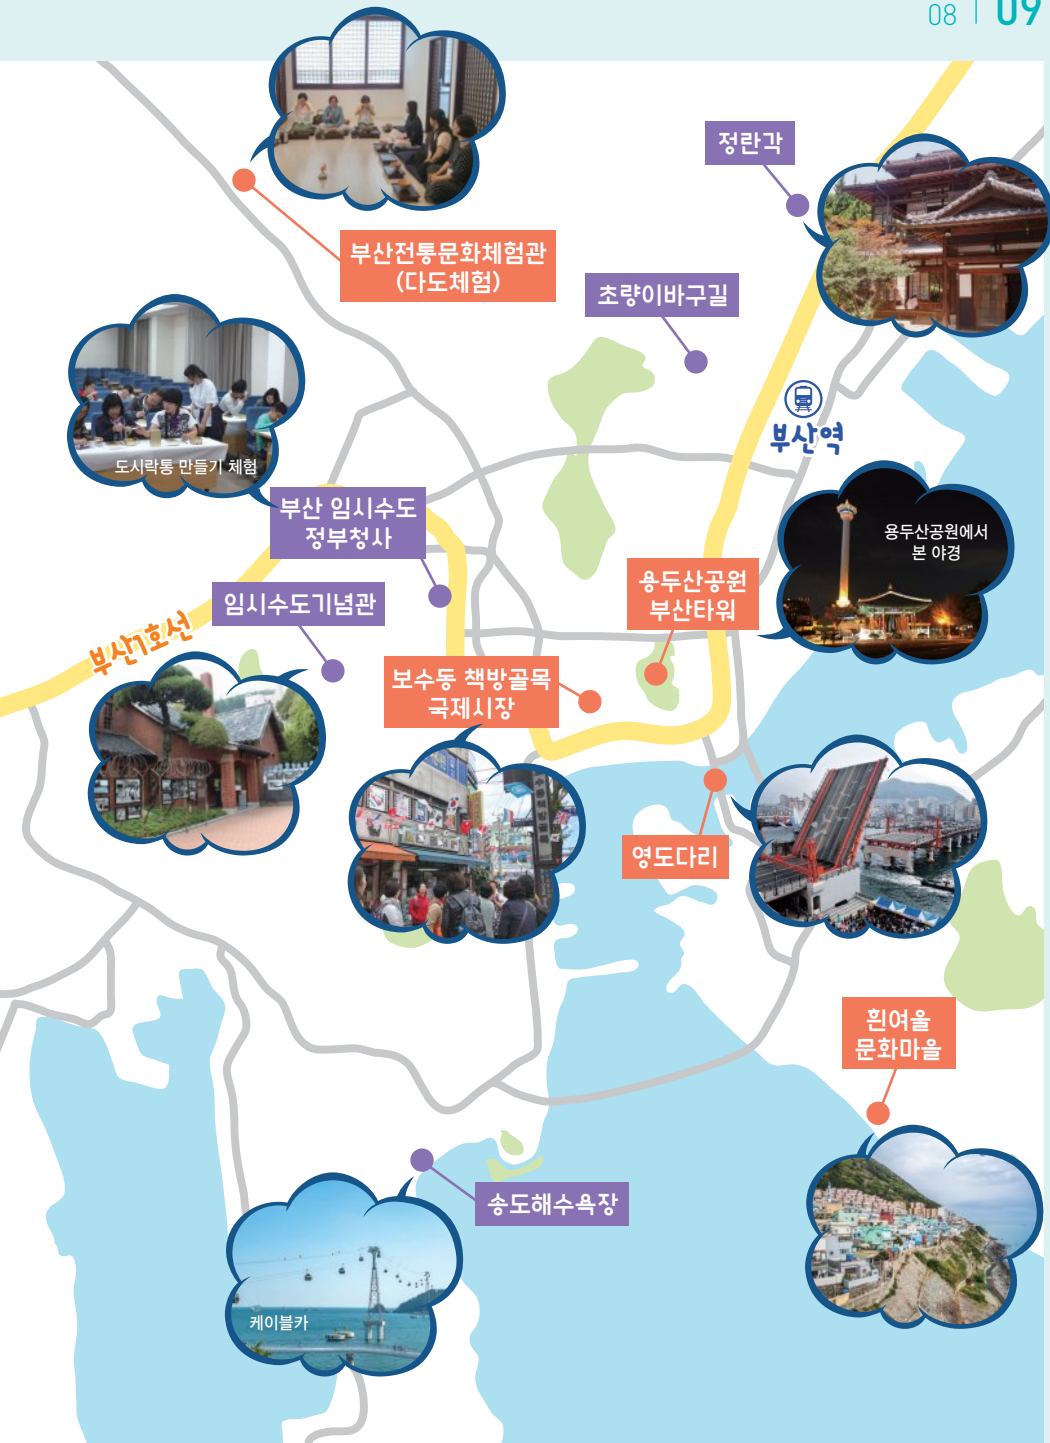 08 | 09
정란각
부산전통문화체험관
(다도체험)
초량이바구길
부산역
도시락통 만들기 체험
부산 임시수도
정부청사
용두산공원에서
본 야경
용두산공원
부산타워
임시수도기념관
부산1호선
보수동 책방골목
국제시장
영도다리
흰여울
문화마을
송도해수욕장
케이블카